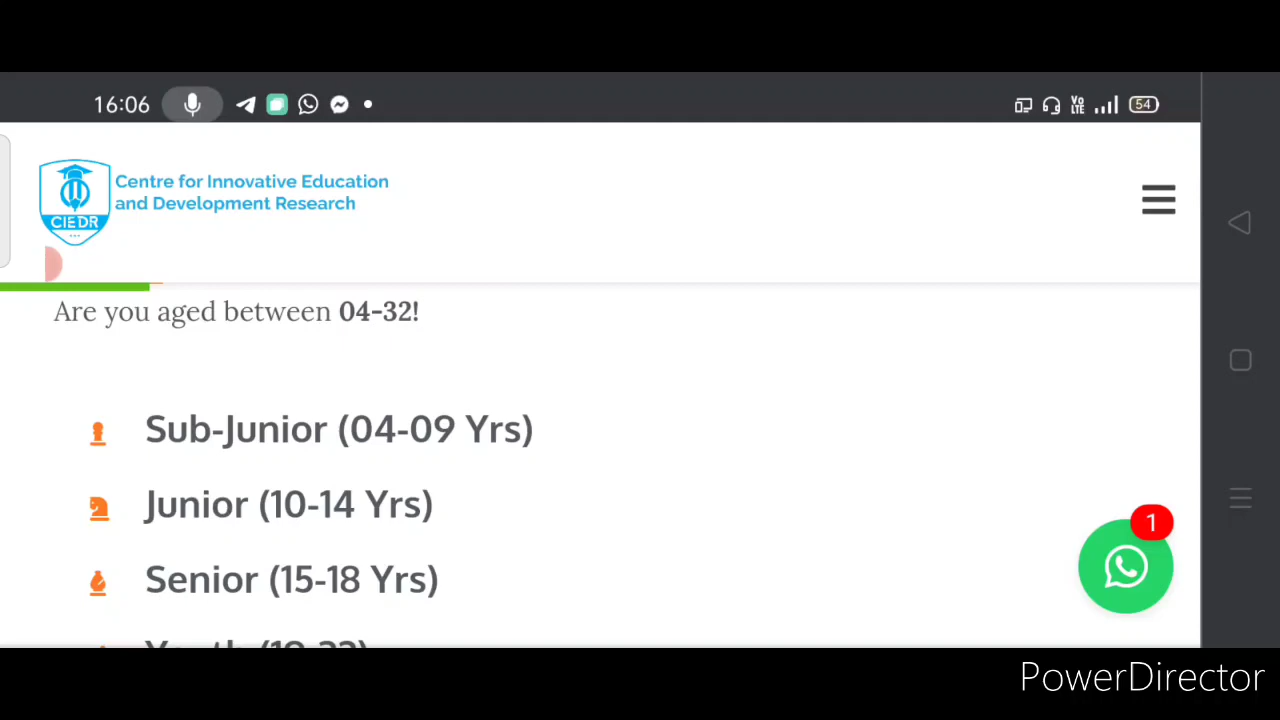 16:06
VoLTE
54
Centre for Innovative Education
and Development Research
CIEDR
Are you aged between 04-32!
Sub-Junior (04-09 Yrs)
Junior (10-14 Yrs)
Senior (15-18 Yrs)
1
PowerDirector